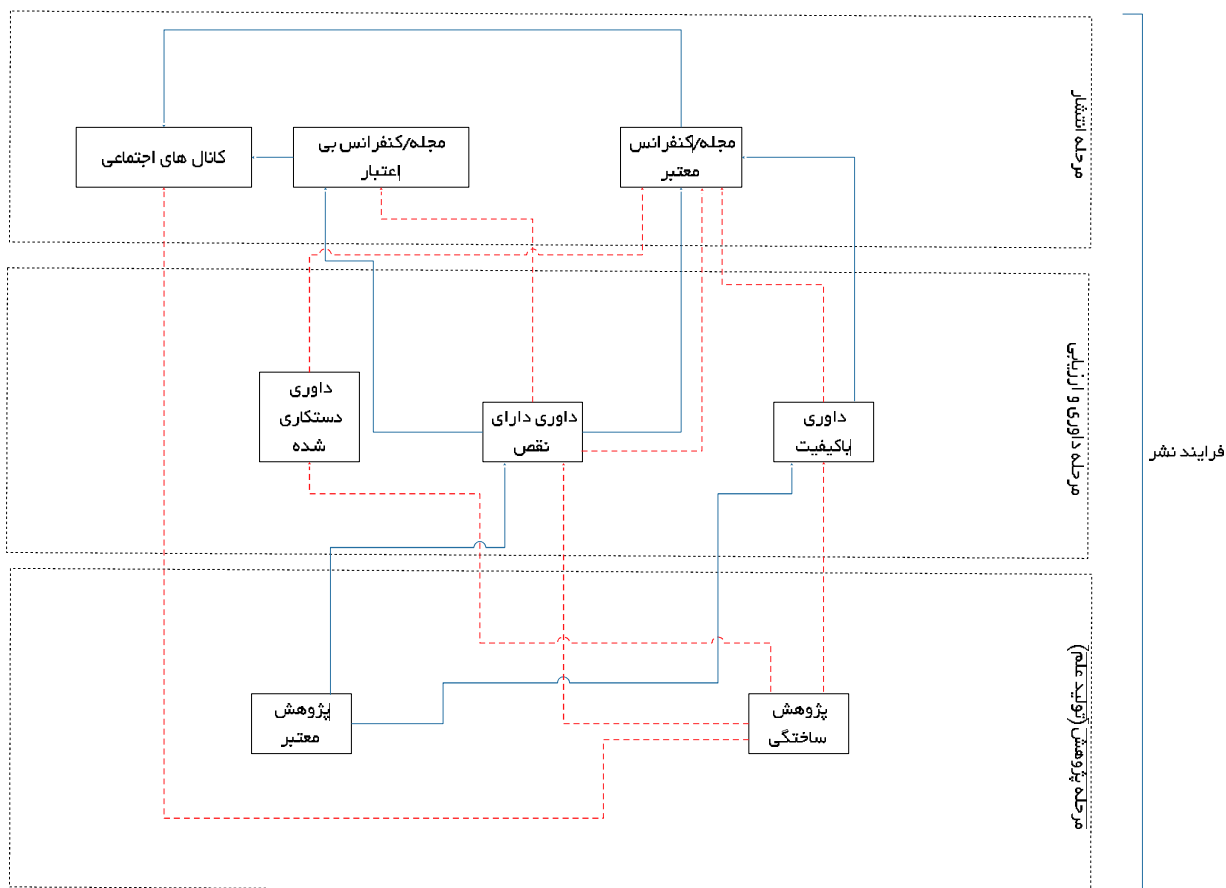 مرحله انتشار
مجله/کنفرانس
معتبر
مجله/کنفرانس بی
اعتبار
کانال های اجتماعی
فرایند نشر
مرحله داوری و ارزیابی
داوری
باکیفیت
داوری دارای
نقص
داوری
دستکاری
شده
مرحله پژوهش (تولید علم)
پژوهش
ساختگی
پژوهش
معتبر